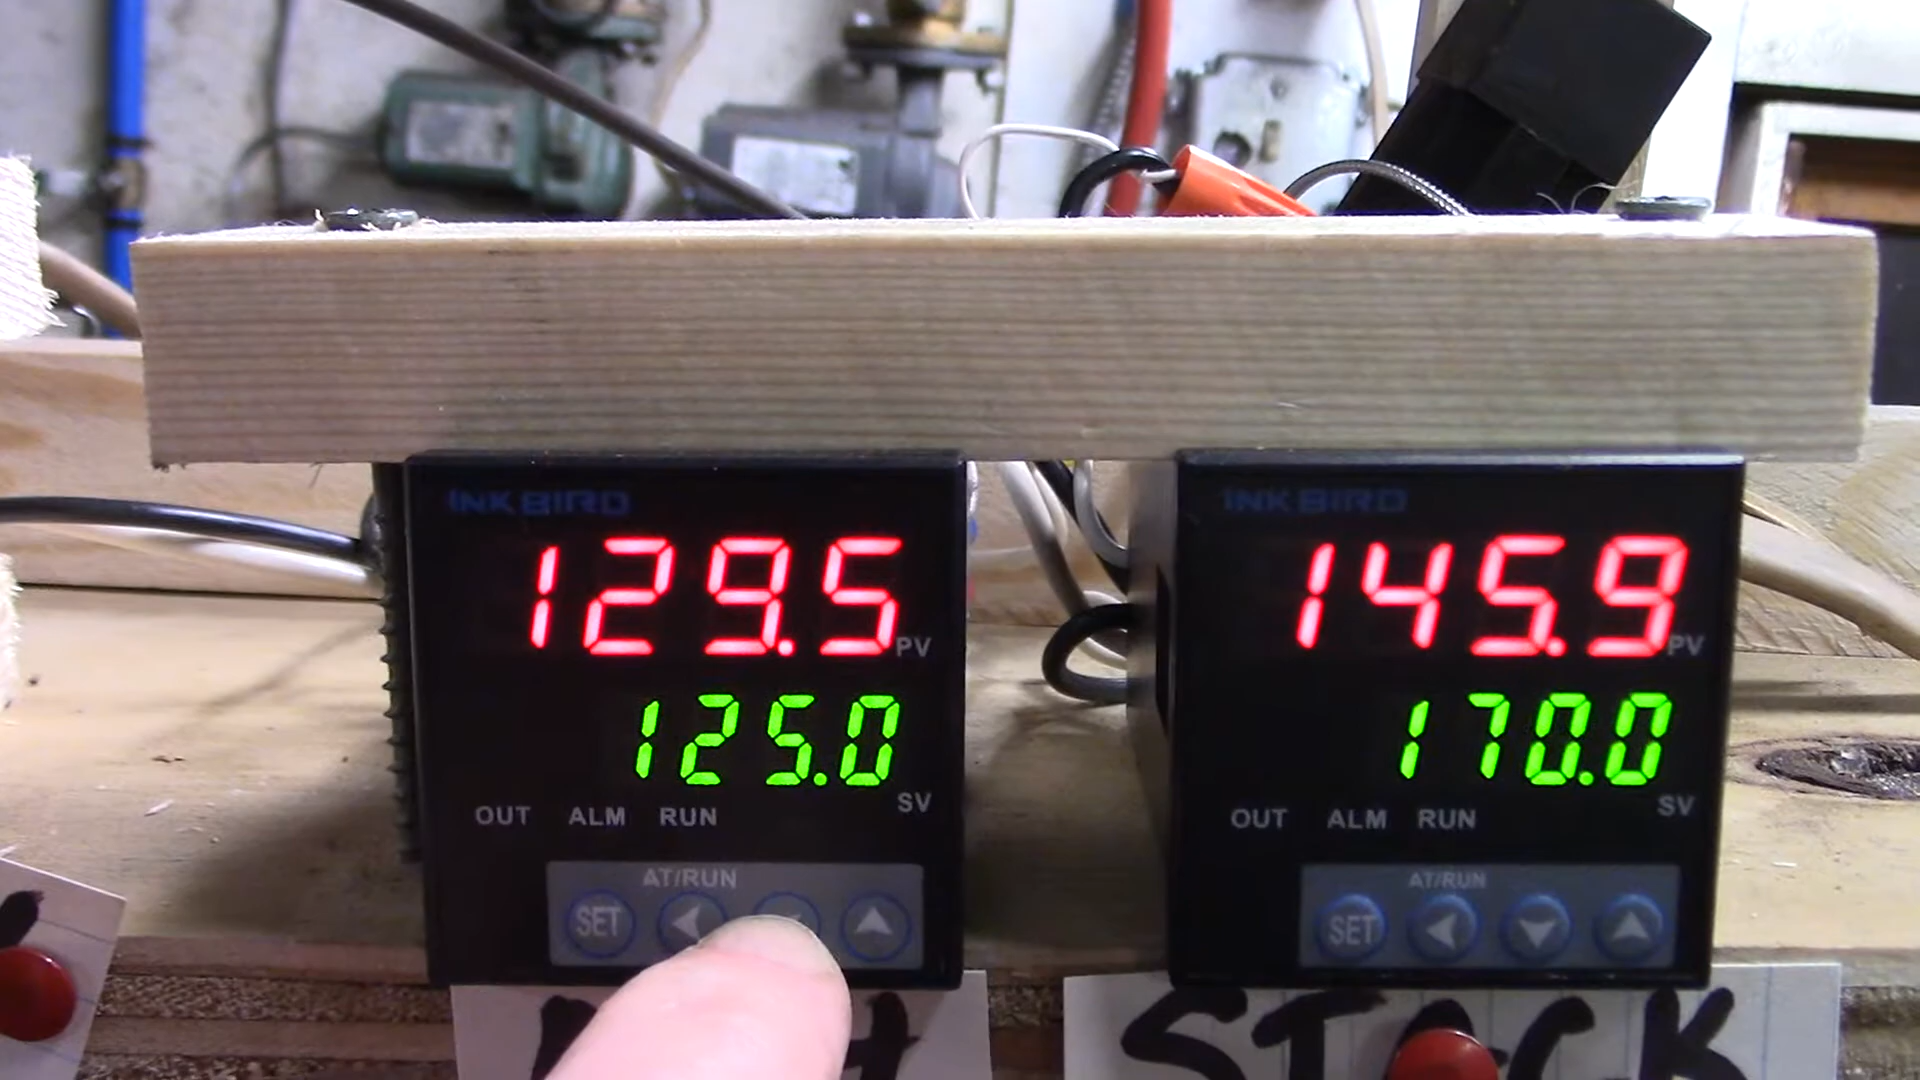 INKBIRD
129.5
PV
125.0
SV
OUT ALM RUN
AT/RUN
SET
INKBIRD
145.9
PV
170.0
SV
OUT ALM RUN
AT/RUN
SET
STACK